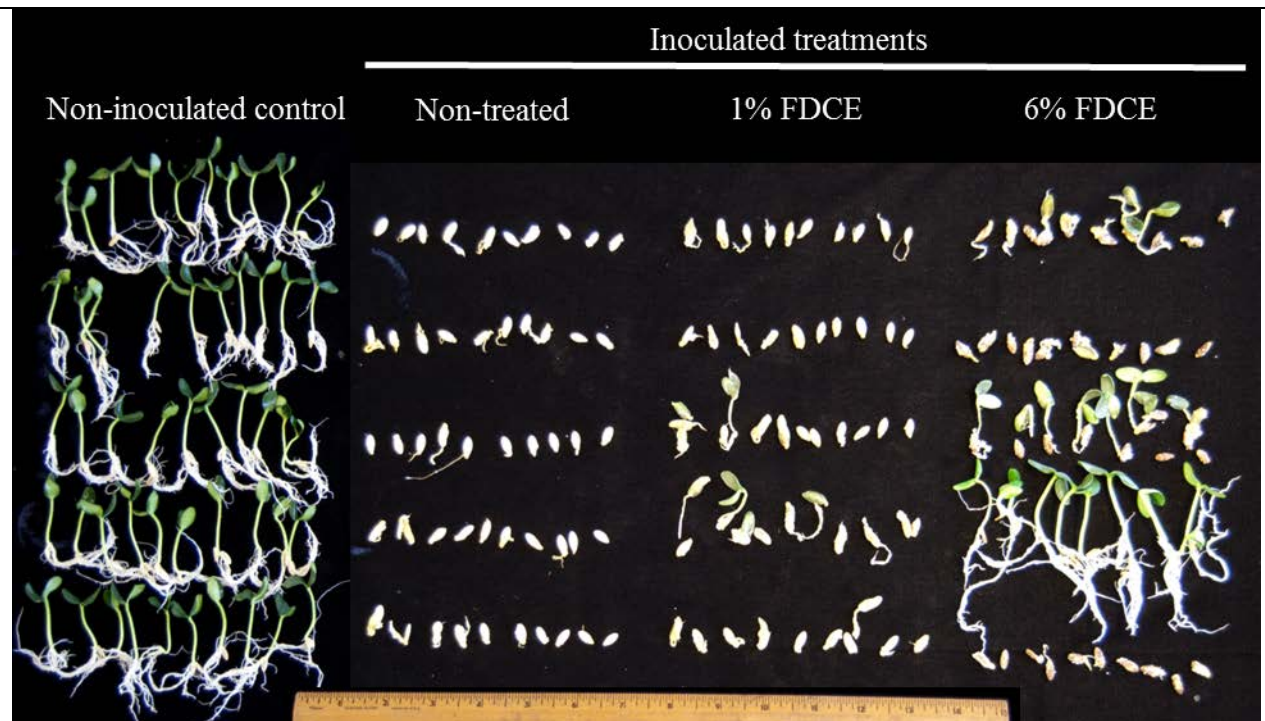 Inoculated treatments
Non-inoculated control
Non-treated
1% FDCE
6% FDCE